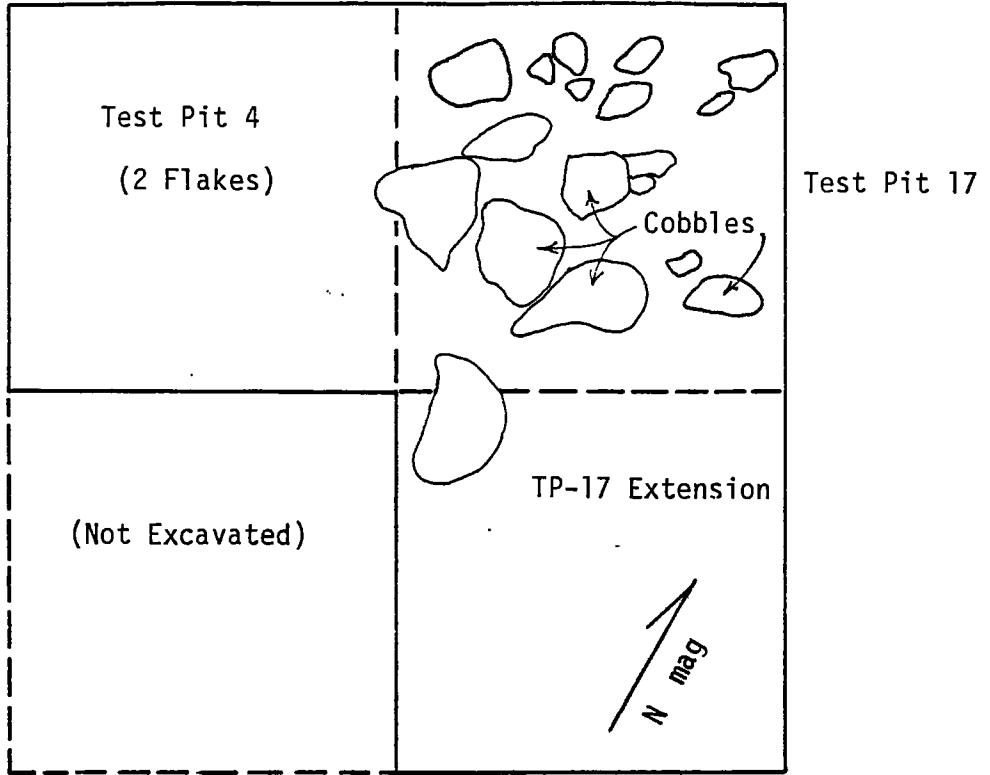 Test Pit 4
(2 Flakes)
Test Pit 17
Cobbles
TP-17 Extension
(Not Excavated)
N mag